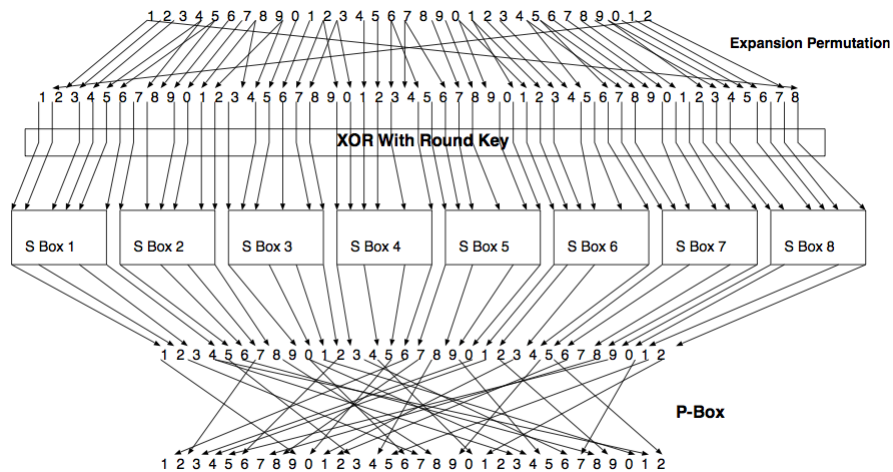 1 2 3 4 5 6 7 8 9 0 1 2 3 4 5 6 7 8 9 0 1 2 3 4 5 6 7 8 9 0 1 2
Expansion Permutation
1 2 3 4 5 6 7 8 9 0 1 2 3 4 5 6 7 8 9 0 1 2 3 4 5 6 7 8 9 0 1 2 3 4 5 6 7 8 9 0 1 2 3 4 5 6 7 8
XOR With Round Key
S Box 1 S Box 2 S Box 3 S Box 4 S Box 5 S Box 6 S Box 7 S Box 8
1 2 3 4 5 6 7 8 9 0 1 2 3 4 5 6 7 8 9 0 1 2 3 4 5 6 7 8 9 0 1 2
P-Box
1 2 3 4 5 6 7 8 9 0 1 2 3 4 5 6 7 8 9 0 1 2 3 4 5 6 7 8 9 0 1 2